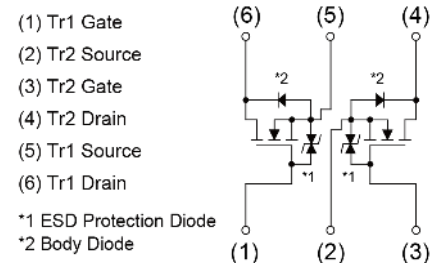 (1) Tr1 Gate
(2) Tr2 Source
(3) Tr2 Gate
(4) Tr2 Drain
(5) Tr1 Source
(6) Tr1 Drain
*1 ESD Protection Diode
*2 Body Diode
(6) (5) (4)
*2 *2
*1 *1
(1) (2) (3)